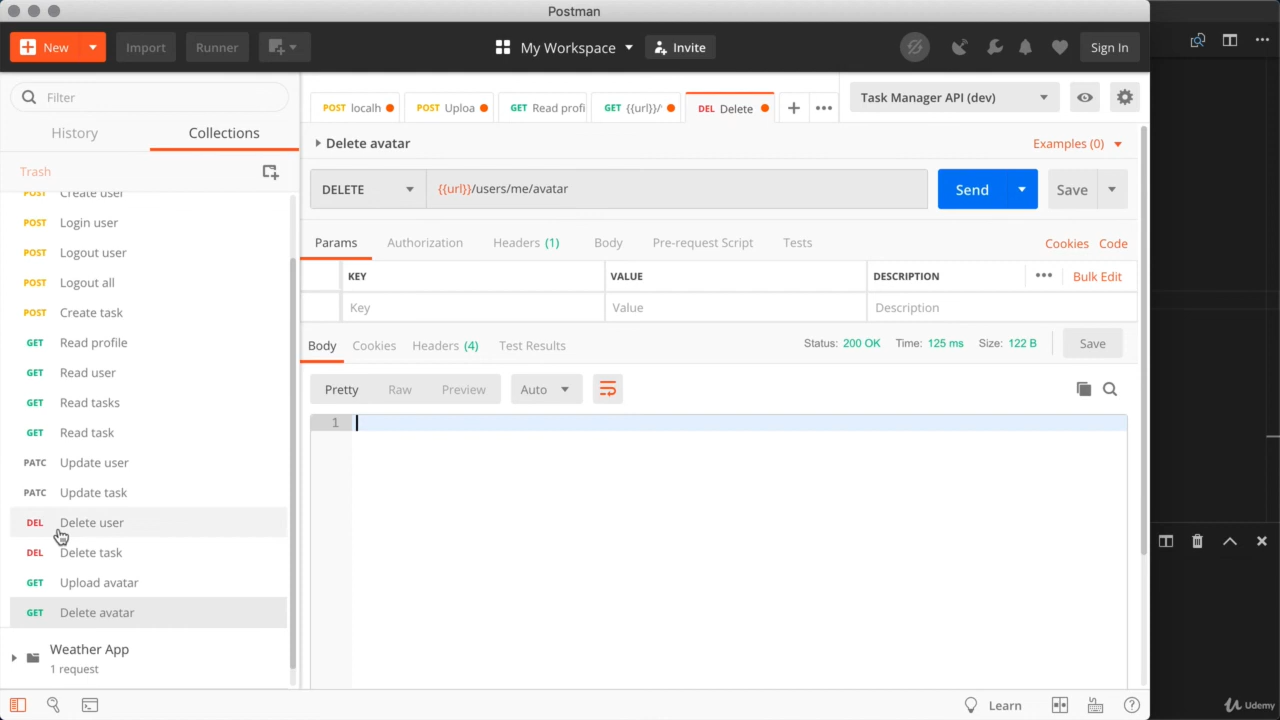 Postman
New
Import
Runner
My Workspace
Invite
Sign In
Filter
History
Collections
Trash
POST Create user
POST Login user
POST Logout user
POST Logout all
POST Create task
GET Read profile
GET Read user
GET Read tasks
GET Read task
PATC Update user
PATC Update task
DEL Delete user
DEL Delete task
GET Upload avatar
GET Delete avatar
Weather App
1 request
POST localh
POST Uploa
GET Read profi
GET {{url}}/
DEL Delete
Task Manager API (dev)
Delete avatar
Examples (0)
DELETE
{{url}}/users/me/avatar
Send
Save
Params
Authorization
Headers (1)
Body
Pre-request Script
Tests
Cookies
Code
KEY
VALUE
DESCRIPTION
Bulk Edit
Key
Value
Description
Body
Cookies
Headers (4)
Test Results
Status: 200 OK
Time: 125 ms
Size: 122 B
Save
Pretty
Raw
Preview
Auto
1
Learn
Udemy